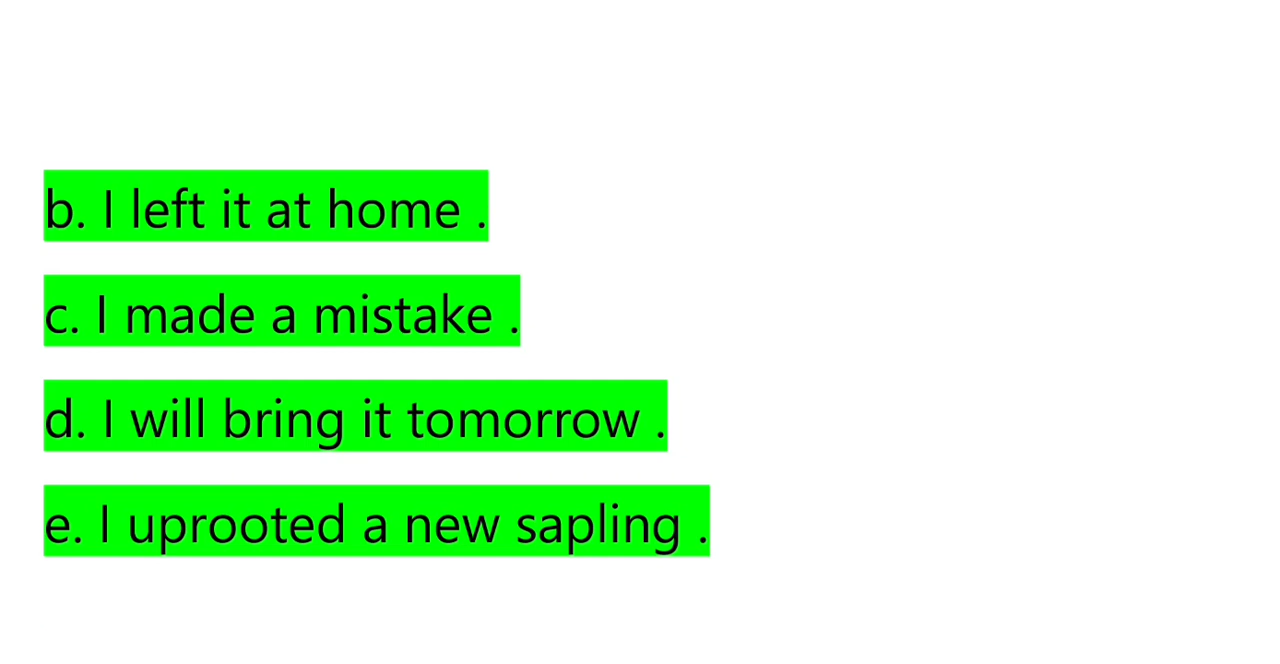 b. I left it at home .
c. I made a mistake .
d. I will bring it tomorrow .
e. I uprooted a new sapling .